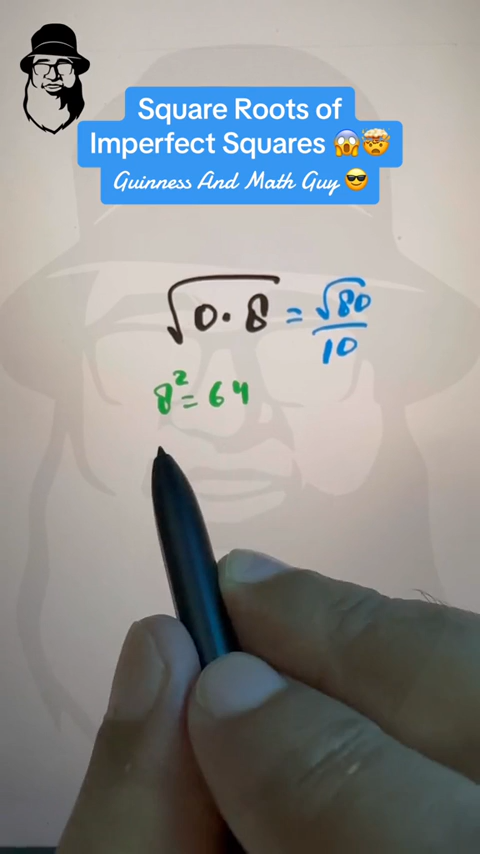 Square Roots of
Imperfect Squares 😱🤯
Guinness And Math Guy 😎
√0.8 = √80/10
8²=64